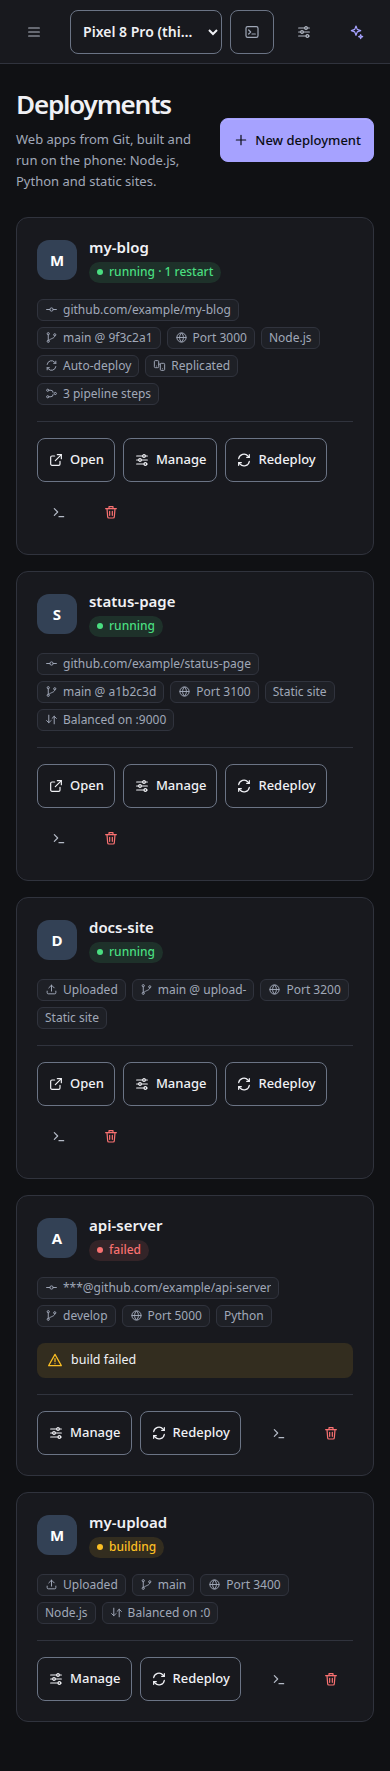 Pixel 8 Pro (thi...
Deployments
Web apps from Git, built and
run on the phone: Node.js,
Python and static sites.
New deployment
M
my-blog
running · 1 restart
github.com/example/my-blog
main @ 9f3c2a1 Port 3000 Node.js
Auto-deploy Replicated
3 pipeline steps
Open Manage Redeploy
S
status-page
running
github.com/example/status-page
main @ a1b2c3d Port 3100 Static site
Balanced on :9000
Open Manage Redeploy
D
docs-site
running
Uploaded main @ upload- Port 3200
Static site
Open Manage Redeploy
A
api-server
failed
***@github.com/example/api-server
develop Port 5000 Python
build failed
Manage Redeploy
M
my-upload
building
Uploaded main Port 3400
Node.js Balanced on :0
Manage Redeploy